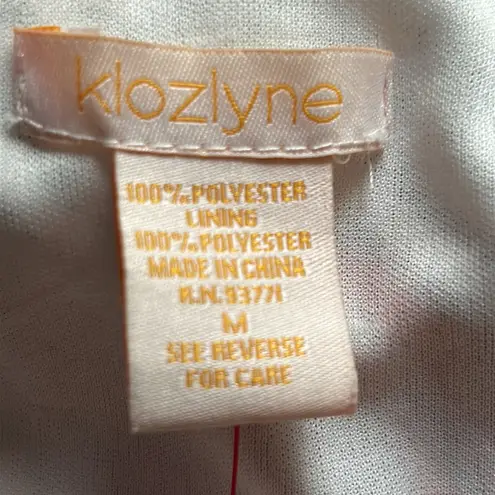 klozlyne
100% POLYESTER
LINING
100% POLYESTER
MADE IN CHINA
R.N. 93771
M
SEE REVERSE
FOR CARE